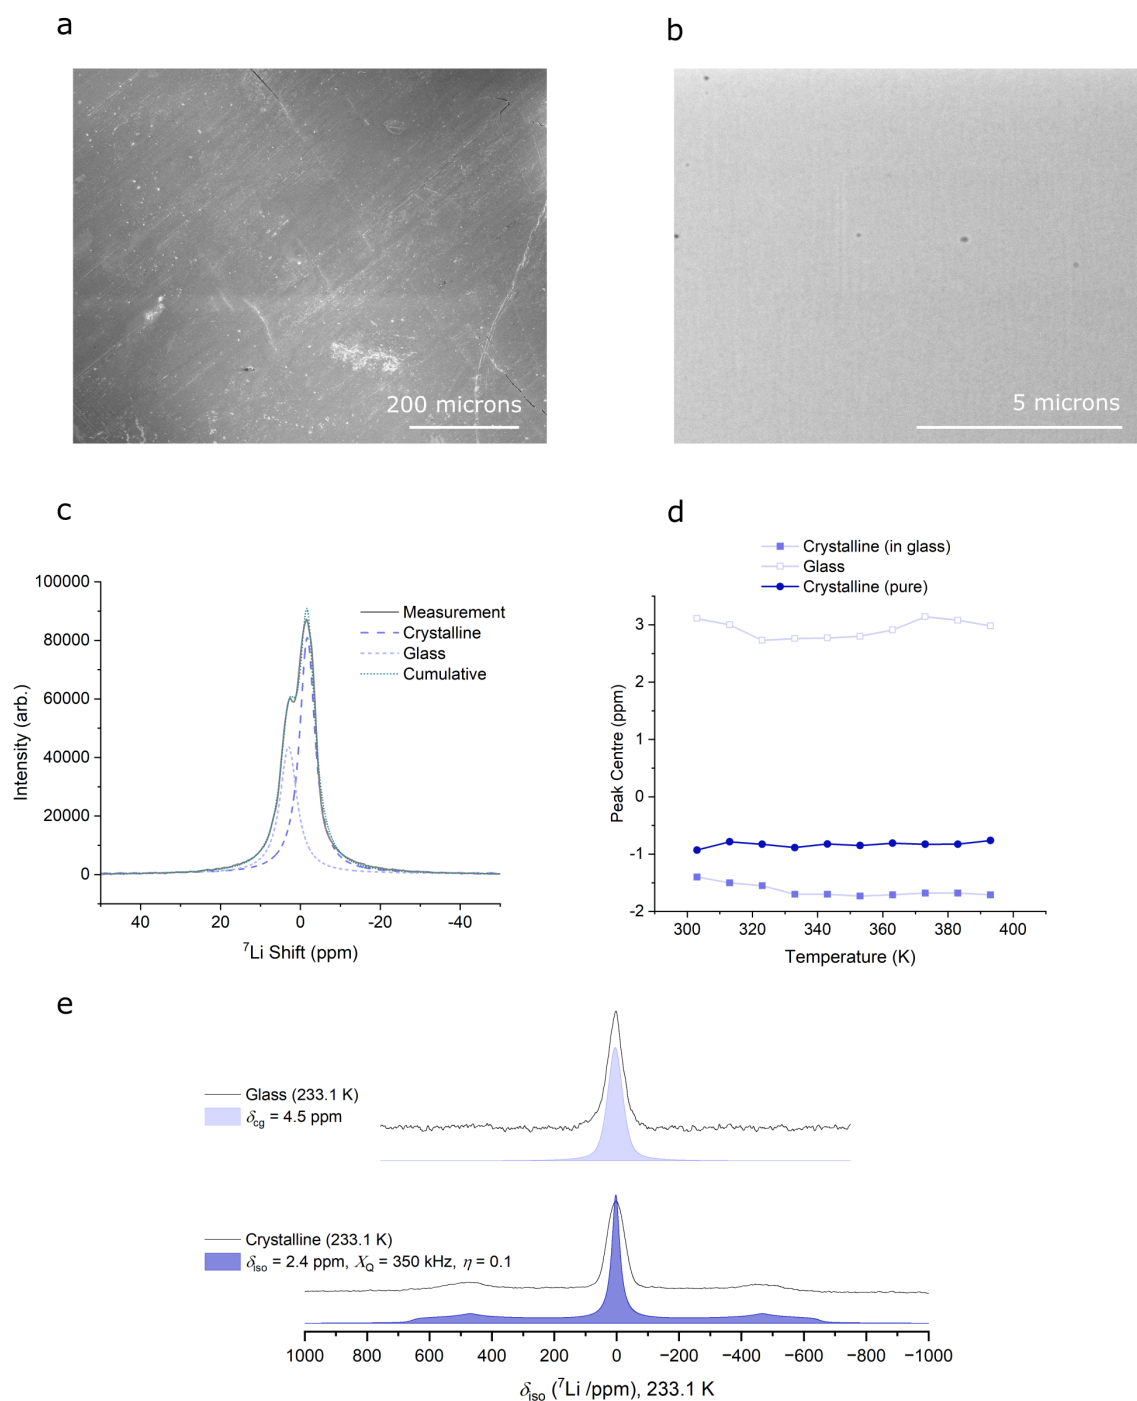 a
b
200 microns
5 microns
c
d
Crystalline (in glass)
Glass
Crystalline (pure)
100000
80000
60000
40000
20000
0
Intensity (arb.)
Measurement
Crystalline
Glass
Cumulative
40
20
0
-20
-40
⁷Li Shift (ppm)
3
2
1
0
-1
-2
Peak Centre (ppm)
300
320
340
360
380
400
Temperature (K)
e
Glass (233.1 K)
δcg = 4.5 ppm
Crystalline (233.1 K)
δiso = 2.4 ppm, XQ = 350 kHz, η = 0.1
1000 800 600 400 200 0 −200 −400 −600 −800 −1000
δiso (⁷Li /ppm), 233.1 K